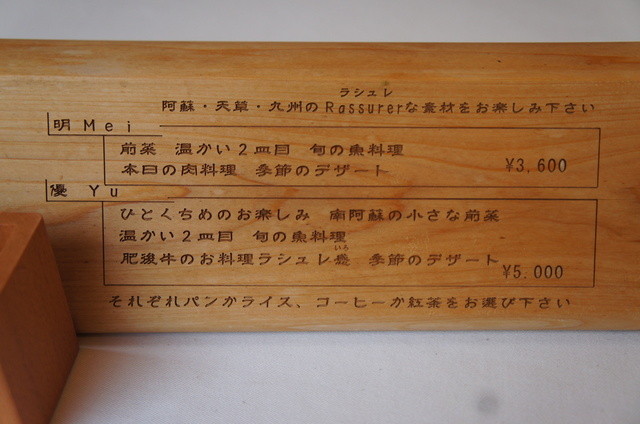 ラシュレ
阿蘇・天草・九州のRassurerな素材をお楽しみ下さい
明 Mei
前菜 温かい2皿目 旬の魚料理
本日の肉料理 季節のデザート
¥3,600
優 Yu
ひとくちめのお楽しみ 南阿蘇の小さな前菜
温かい2皿目 旬の魚料理
いろ
肥後牛のお料理ラシュレ盛 季節のデザート
¥5.000
それぞれパンかライス、コーヒーか紅茶をお選び下さい